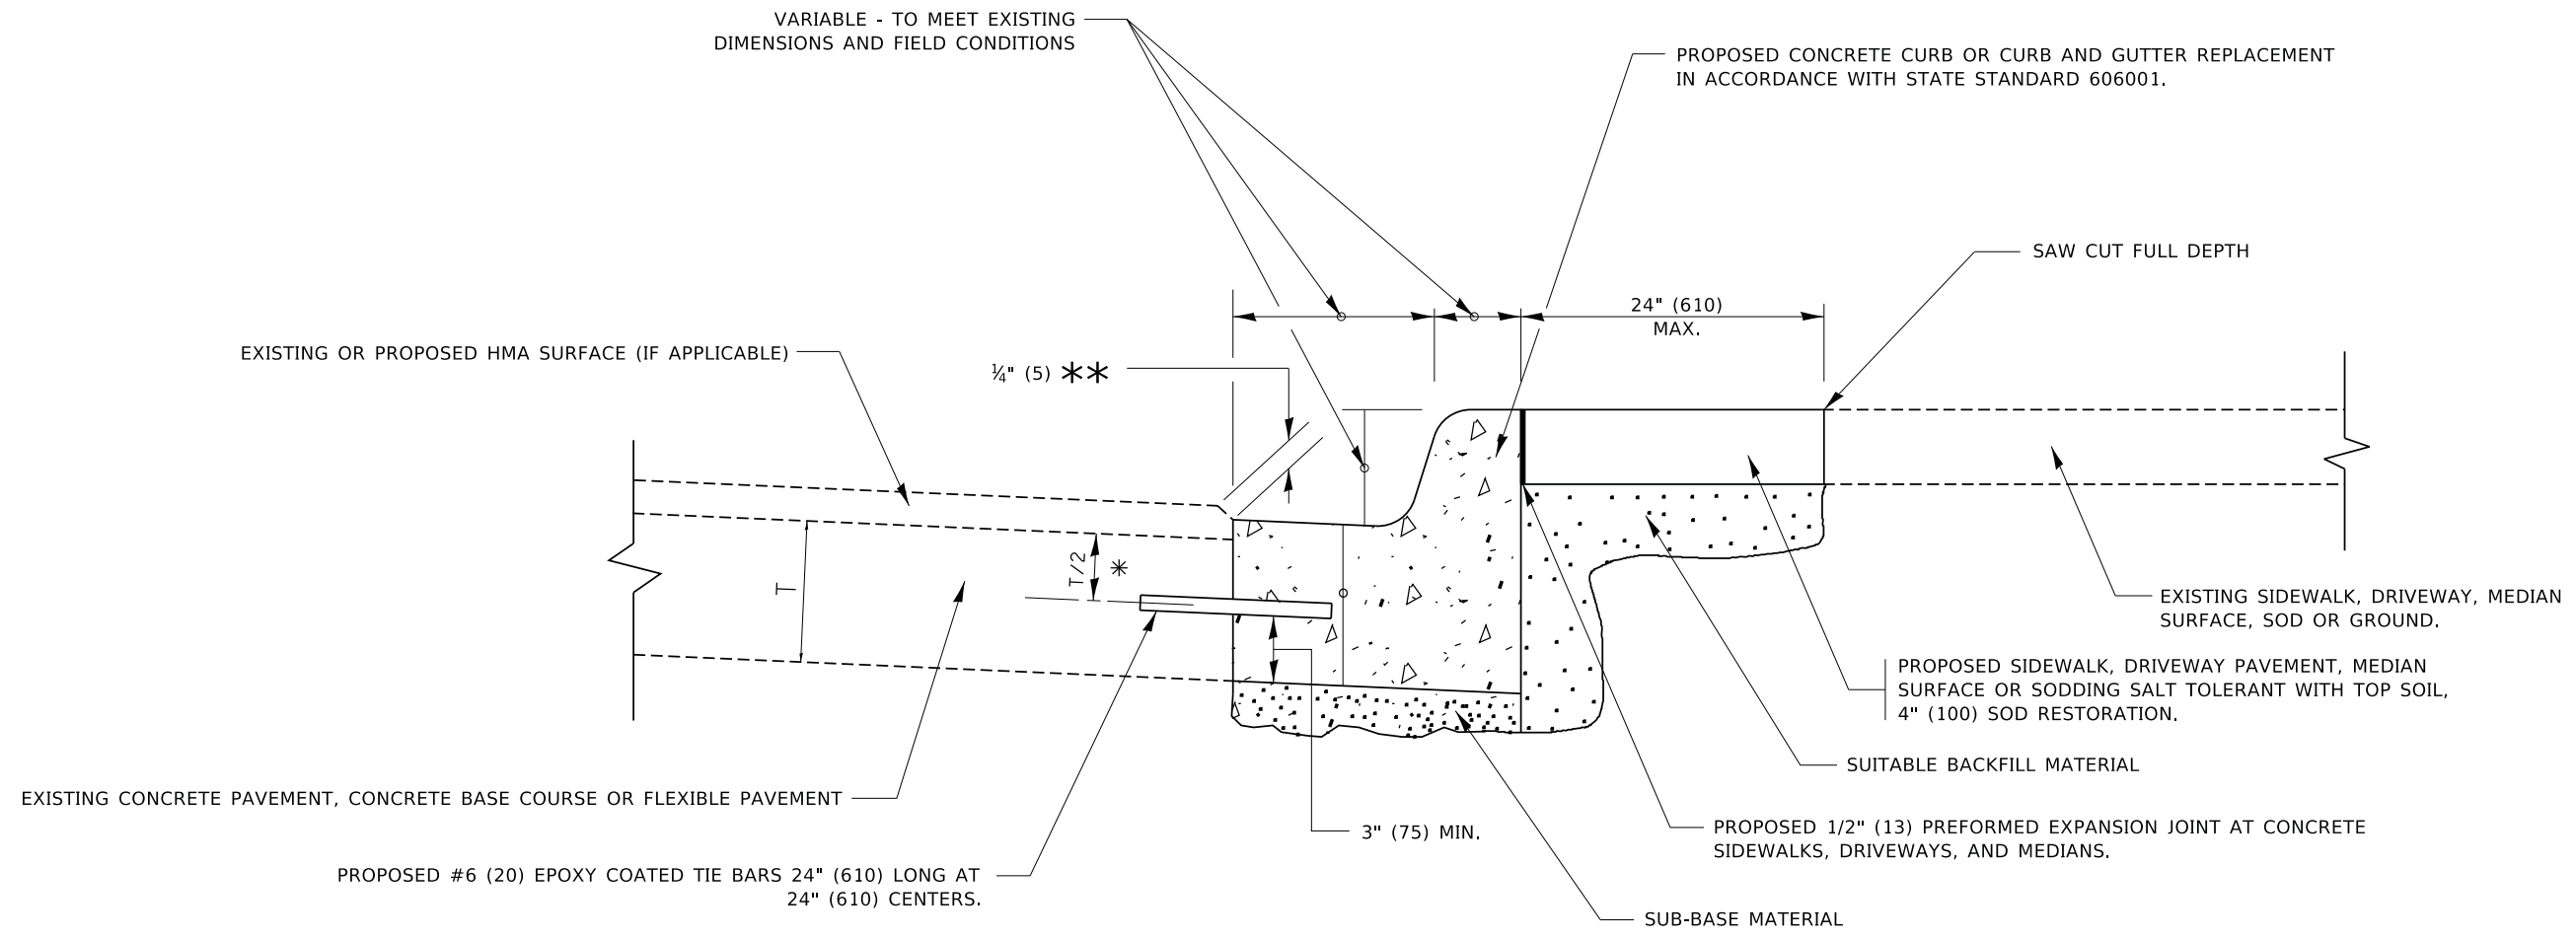 VARIABLE - TO MEET EXISTING
DIMENSIONS AND FIELD CONDITIONS
PROPOSED CONCRETE CURB OR CURB AND GUTTER REPLACEMENT
IN ACCORDANCE WITH STATE STANDARD 606001.
SAW CUT FULL DEPTH
24" (610)
MAX.
EXISTING OR PROPOSED HMA SURFACE (IF APPLICABLE)
¼" (5) **
T/2 *
T
EXISTING SIDEWALK, DRIVEWAY, MEDIAN
SURFACE, SOD OR GROUND.
PROPOSED SIDEWALK, DRIVEWAY PAVEMENT, MEDIAN
SURFACE OR SODDING SALT TOLERANT WITH TOP SOIL,
4" (100) SOD RESTORATION.
SUITABLE BACKFILL MATERIAL
EXISTING CONCRETE PAVEMENT, CONCRETE BASE COURSE OR FLEXIBLE PAVEMENT
3" (75) MIN.
PROPOSED 1/2" (13) PREFORMED EXPANSION JOINT AT CONCRETE
SIDEWALKS, DRIVEWAYS, AND MEDIANS.
PROPOSED #6 (20) EPOXY COATED TIE BARS 24" (610) LONG AT
24" (610) CENTERS.
SUB-BASE MATERIAL